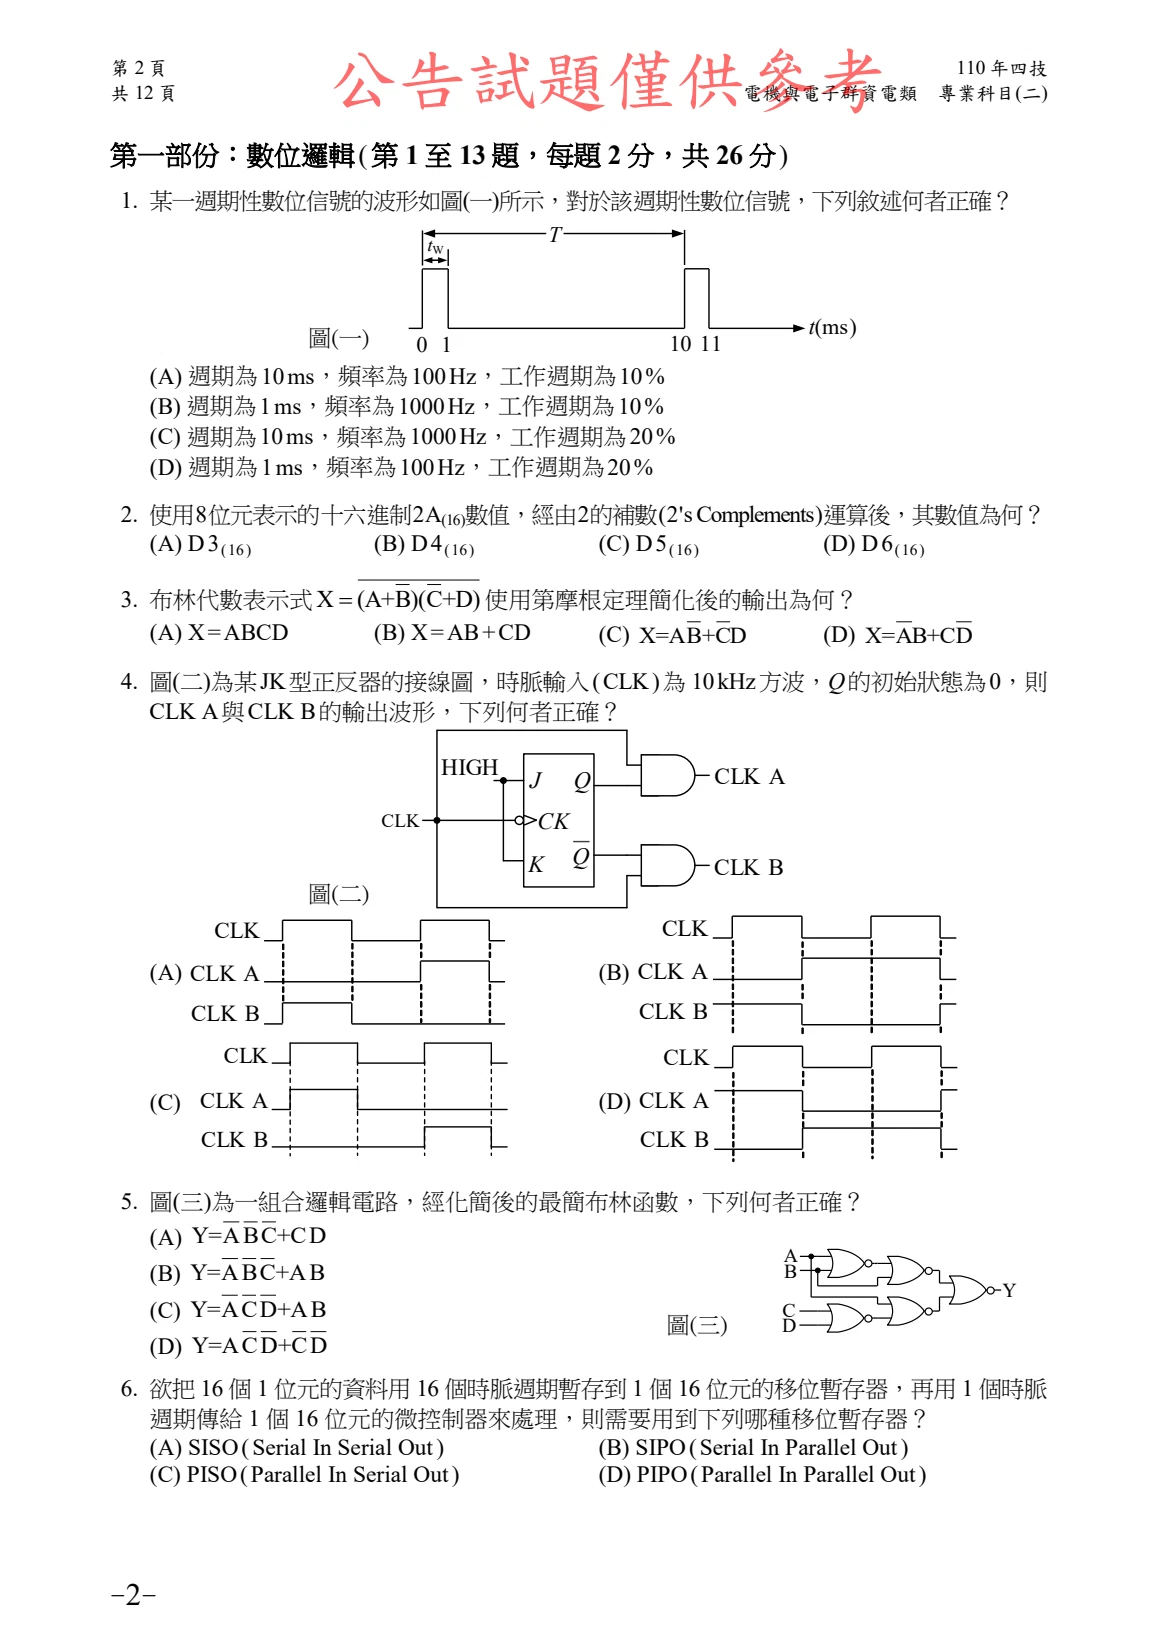 第 2 頁
共 12 頁
公告試題僅供參考
110 年四技
電機與電子群資電類 專業科目(二)
第一部份：數位邏輯(第 1 至 13 題，每題 2 分，共 26 分)
1. 某一週期性數位信號的波形如圖(一)所示，對於該週期性數位信號，下列敘述何者正確？
T
tW
t(ms)
圖(一)
0 1 10 11
(A) 週期為 10 ms，頻率為 100 Hz，工作週期為 10%
(B) 週期為 1 ms，頻率為 1000 Hz，工作週期為 10%
(C) 週期為 10 ms，頻率為 1000 Hz，工作週期為 20%
(D) 週期為 1 ms，頻率為 100 Hz，工作週期為 20%
2. 使用8位元表示的十六進制2A(16)數值，經由2的補數(2's Complements)運算後，其數值為何？
(A) D3(16) (B) D4(16) (C) D5(16) (D) D6(16)
3. 布林代數表示式 X = \overline{(A+B̅)(C̅+D)} 使用第摩根定理簡化後的輸出為何？
(A) X=ABCD (B) X=AB+CD (C) X=AB̅+C̅D (D) X=A̅B+CD̅
4. 圖(二)為某JK型正反器的接線圖，時脈輸入(CLK)為 10kHz方波，Q的初始狀態為0，則
CLK A與CLK B的輸出波形，下列何者正確？
HIGH
J Q
CLK A
CLK
CK
K Q̅
CLK B
圖(二)
CLK
(A) CLK A
CLK B
CLK
(B) CLK A
CLK B
CLK
(C) CLK A
CLK B
CLK
(D) CLK A
CLK B
5. 圖(三)為一組合邏輯電路，經化簡後的最簡布林函數，下列何者正確？
(A) Y=A̅ B̅ C̅+C D
(B) Y=A̅ B̅ C̅+A B
(C) Y=A̅ C̅ D̅+A B
(D) Y=A C̅ D̅+C̅ D̅
A
B
Y
C
D
圖(三)
6. 欲把 16 個 1 位元的資料用 16 個時脈週期暫存到 1 個 16 位元的移位暫存器，再用 1 個時脈
週期傳給 1 個 16 位元的微控制器來處理，則需要用到下列哪種移位暫存器？
(A) SISO(Serial In Serial Out) (B) SIPO(Serial In Parallel Out)
(C) PISO(Parallel In Serial Out) (D) PIPO(Parallel In Parallel Out)
-2-